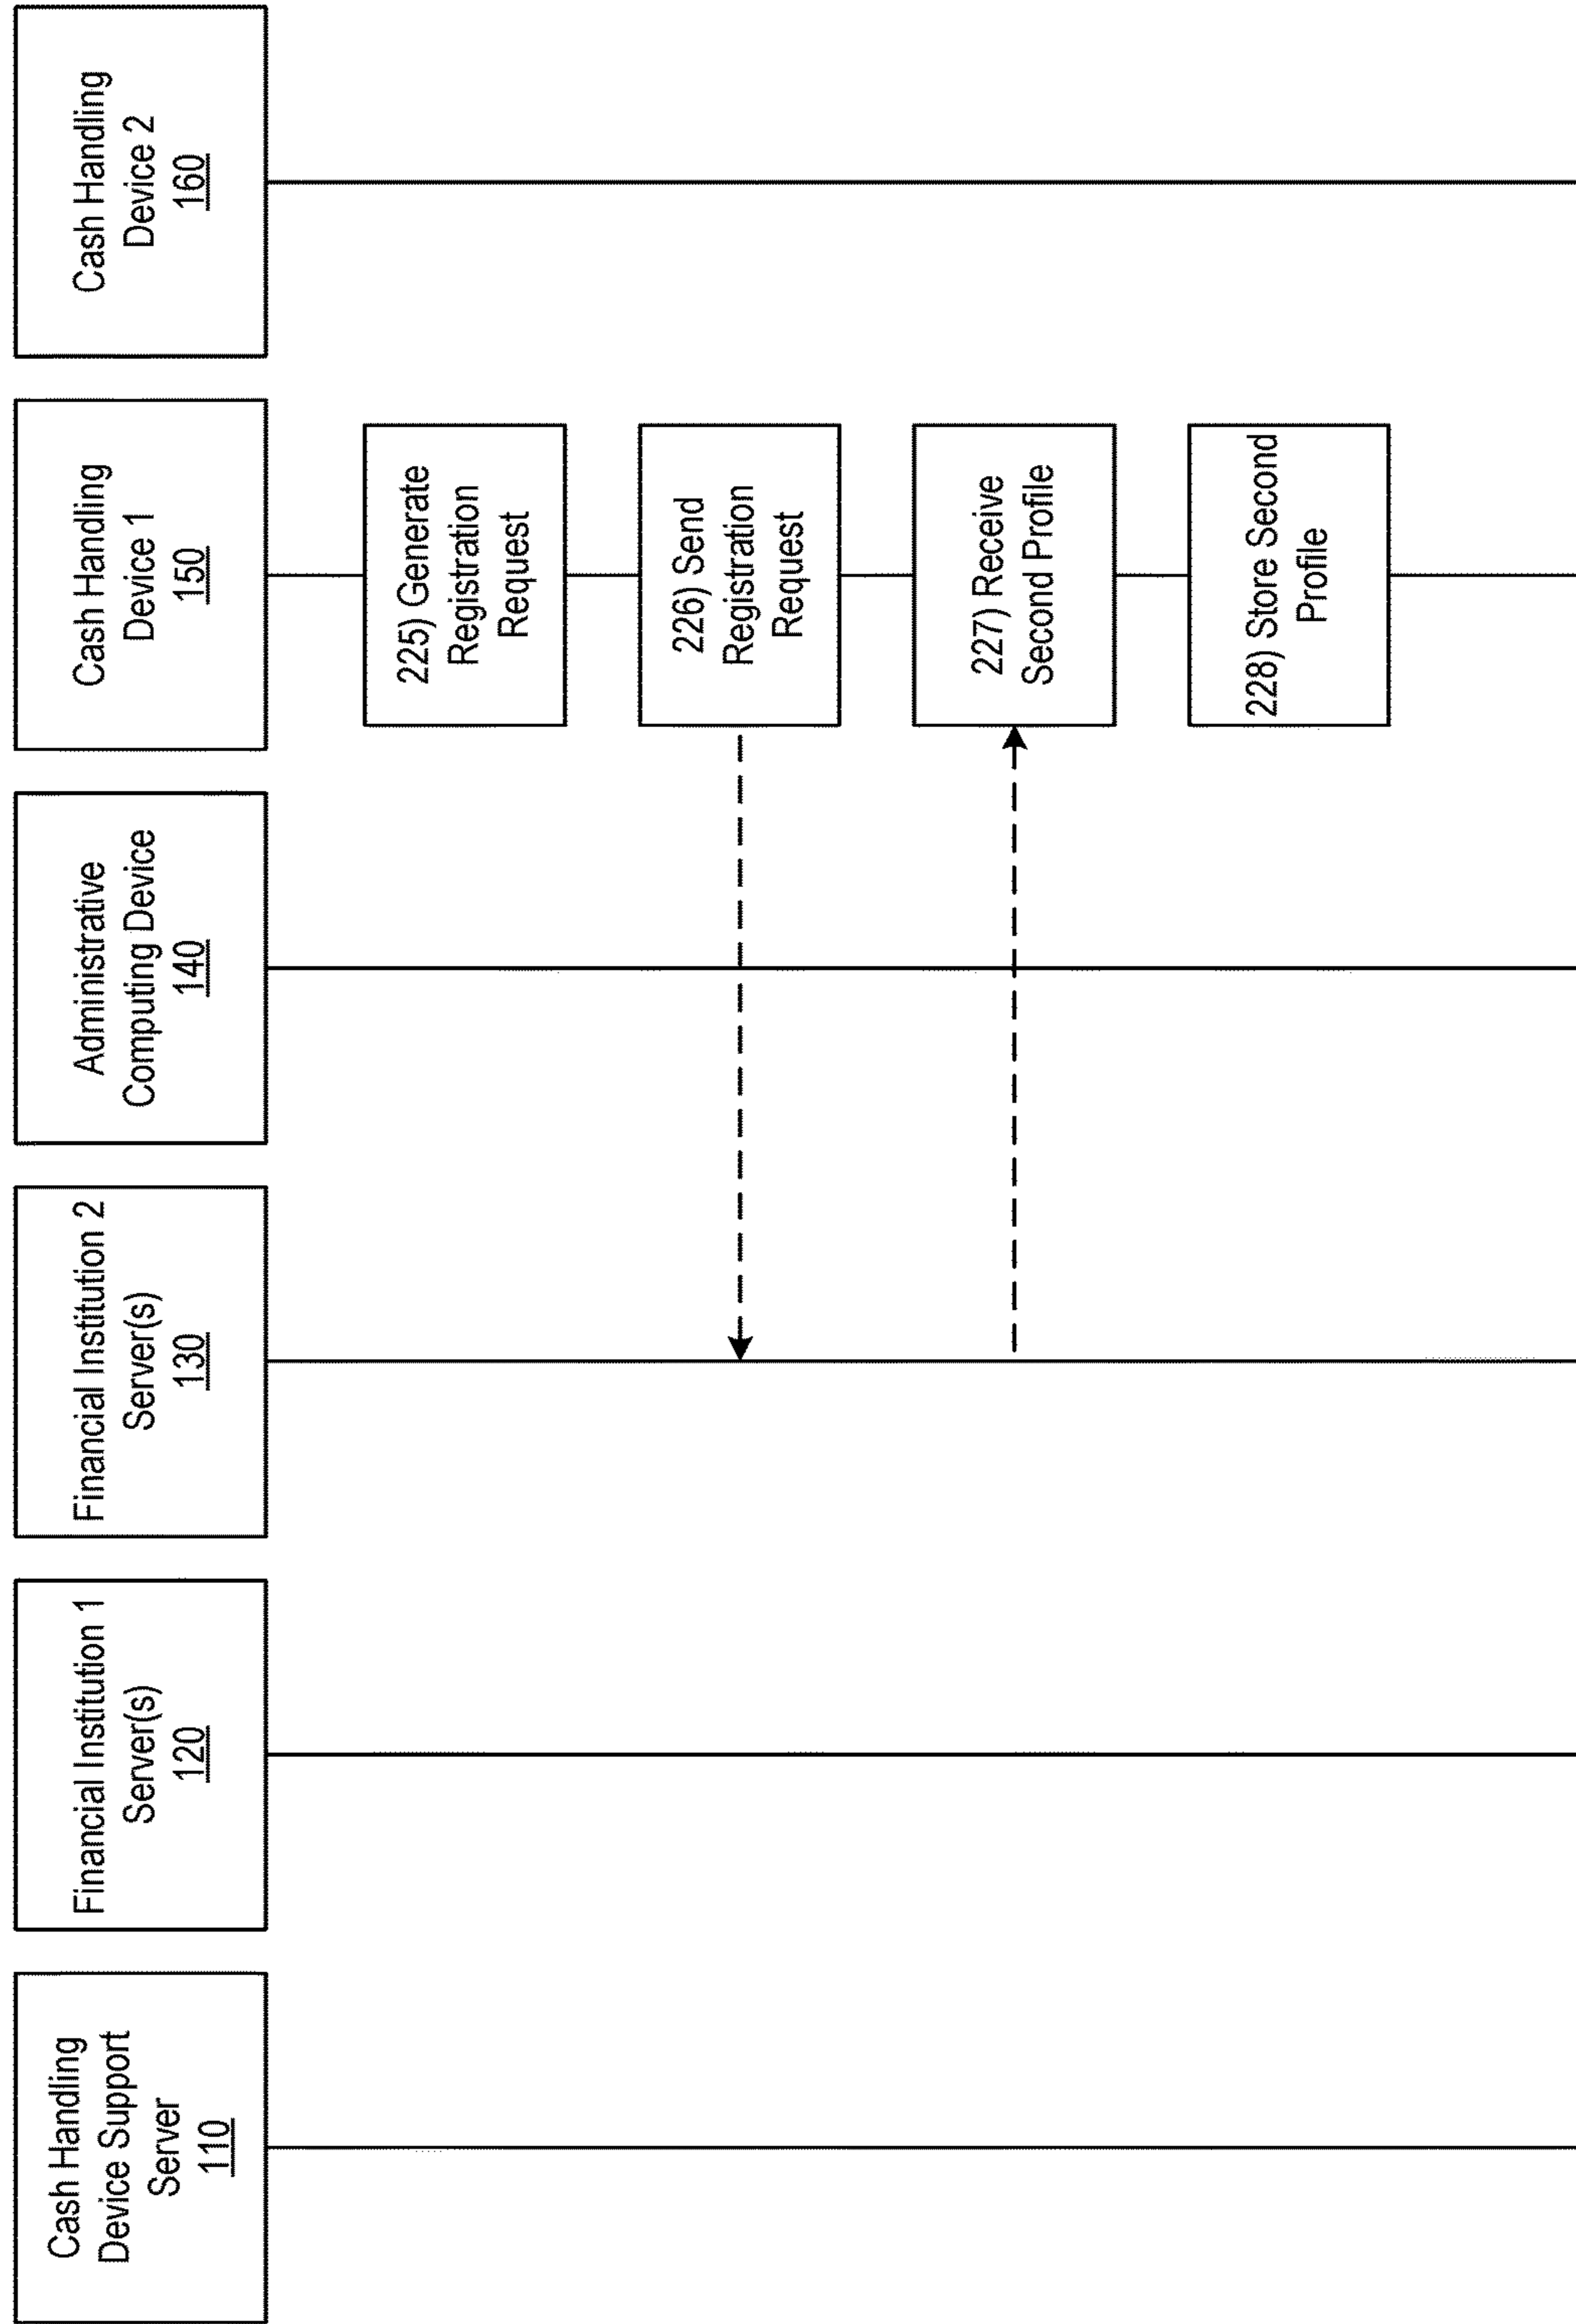 Cash Handling
Device Support
Server
110
Financial Institution 1
Server(s)
120
Financial Institution 2
Server(s)
130
Administrative
Computing Device
140
Cash Handling
Device 1
150
Cash Handling
Device 2
160
225) Generate
Registration
Request
226) Send
Registration
Request
227) Receive
Second Profile
228) Store Second
Profile